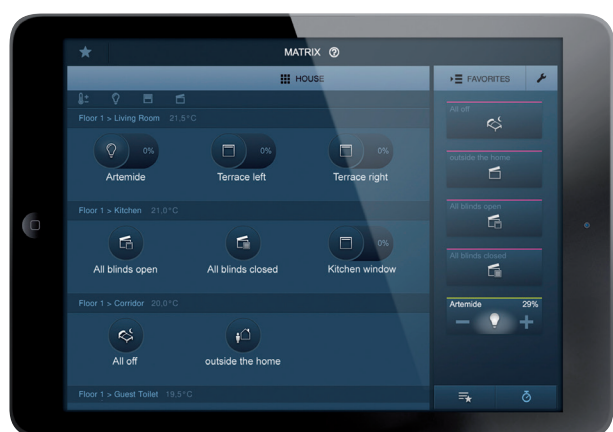 MATRIX ?
HOUSE
FAVORITES
Floor 1 > Living Room 21,5°C
0%
0%
0%
Artemide
Terrace left
Terrace right
Floor 1 > Kitchen 21,0°C
0%
All blinds open
All blinds closed
Kitchen window
Floor 1 > Corridor 20,0°C
All off
outside the home
Floor 1 > Guest Toilet 19,5°C
All off
outside the home
All blinds open
All blinds closed
Artemide 29%